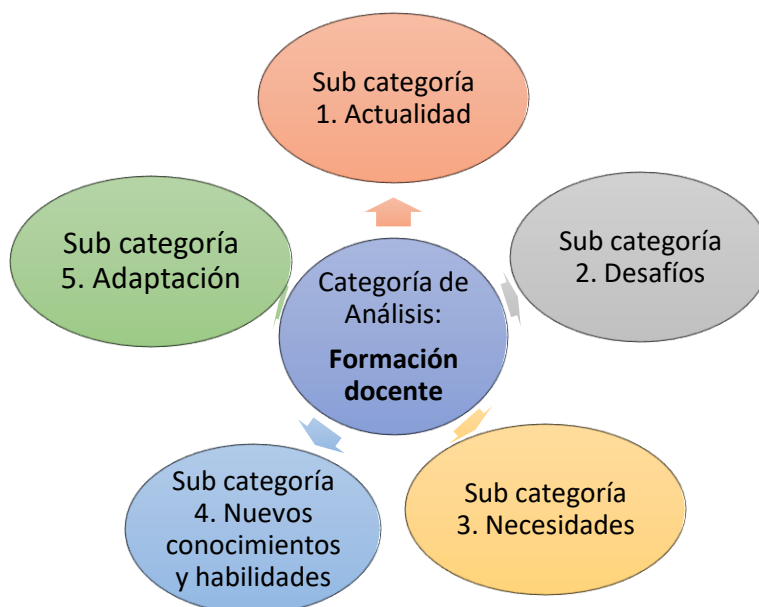 Sub categoría
1. Actualidad
Sub categoría
2. Desafíos
Sub categoría
3. Necesidades
Sub categoría
4. Nuevos
conocimientos
y habilidades
Sub categoría
5. Adaptación
Categoría de
Análisis:
Formación
docente